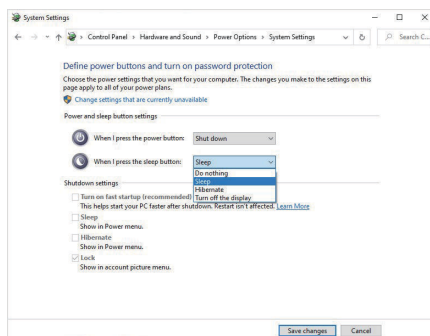 System Settings
Control Panel > Hardware and Sound > Power Options > System Settings
Search C...
Define power buttons and turn on password protection
Choose the power settings that you want for your computer. The changes you make to the settings on this
page apply to all of your power plans.
Change settings that are currently unavailable
Power and sleep button settings
When I press the power button: Shut down
When I press the sleep button: Sleep
Do nothing
Sleep
Hibernate
Turn off the display
Shutdown settings
Turn on fast startup (recommended)
This helps start your PC faster after shutdown. Restart isn't affected. Learn More
Sleep
Show in Power menu.
Hibernate
Show in Power menu.
Lock
Show in account picture menu.
Save changes Cancel